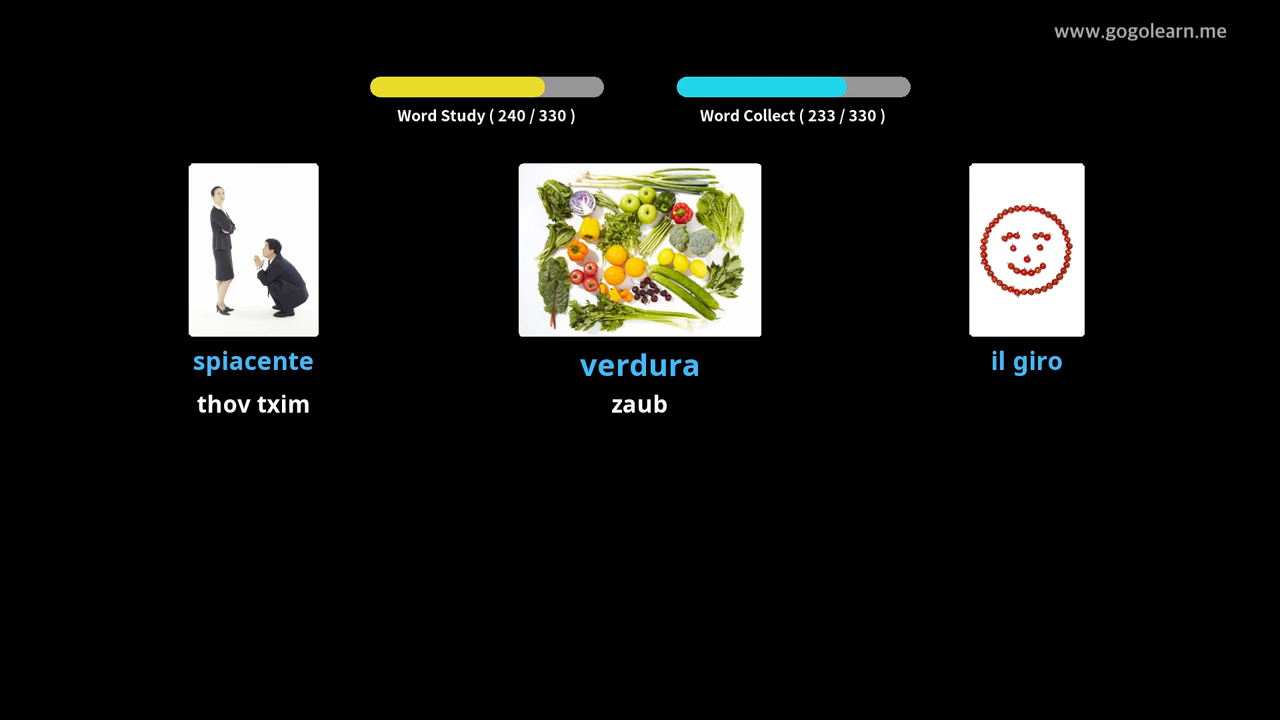 www.gogolearn.me
Word Study ( 240 / 330 )
Word Collect ( 233 / 330 )
spiacente
verdura
il giro
thov txim
zaub